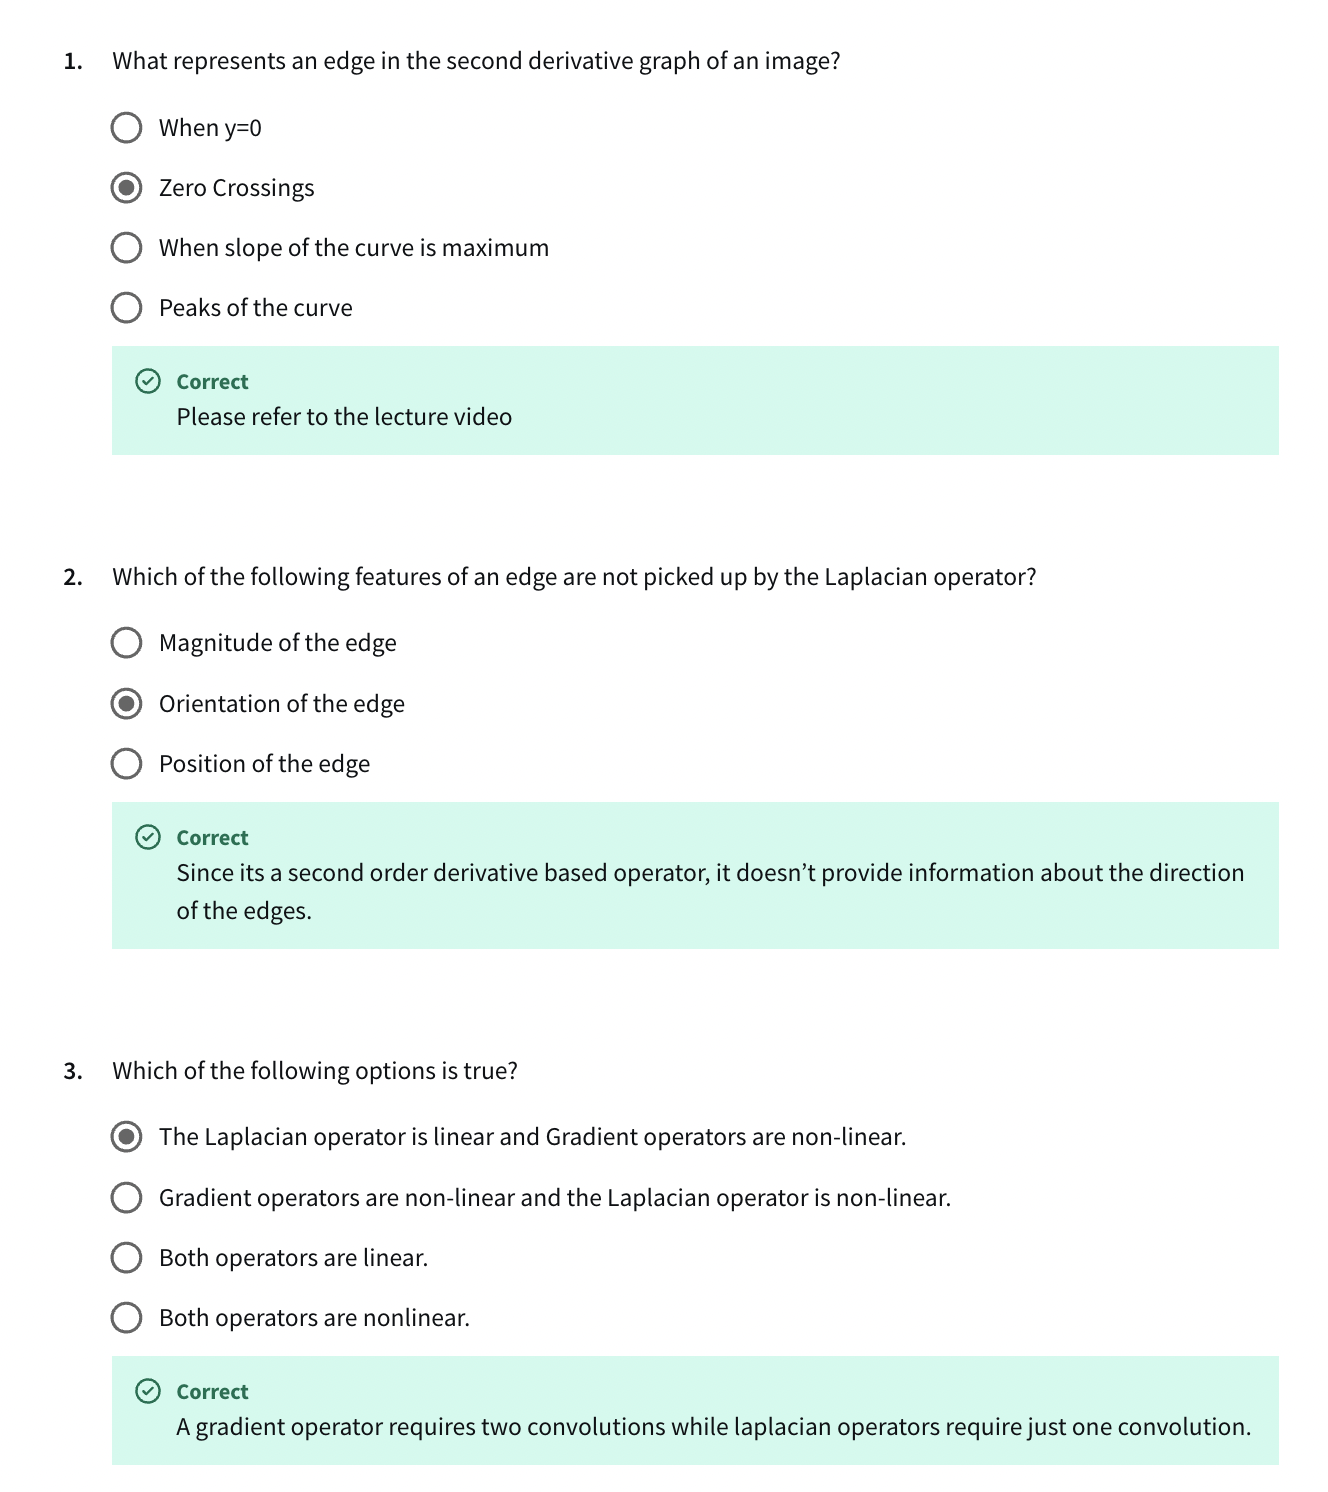 1. What represents an edge in the second derivative graph of an image?
When y=0
Zero Crossings
When slope of the curve is maximum
Peaks of the curve
Correct
Please refer to the lecture video
2. Which of the following features of an edge are not picked up by the Laplacian operator?
Magnitude of the edge
Orientation of the edge
Position of the edge
Correct
Since its a second order derivative based operator, it doesn’t provide information about the direction
of the edges.
3. Which of the following options is true?
The Laplacian operator is linear and Gradient operators are non-linear.
Gradient operators are non-linear and the Laplacian operator is non-linear.
Both operators are linear.
Both operators are nonlinear.
Correct
A gradient operator requires two convolutions while laplacian operators require just one convolution.